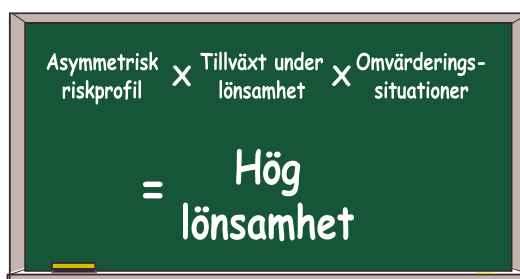 Asymmetrisk x Tillväxt under x Omvärderings-
riskprofil lönsamhet situationer
= Hög
lönsamhet